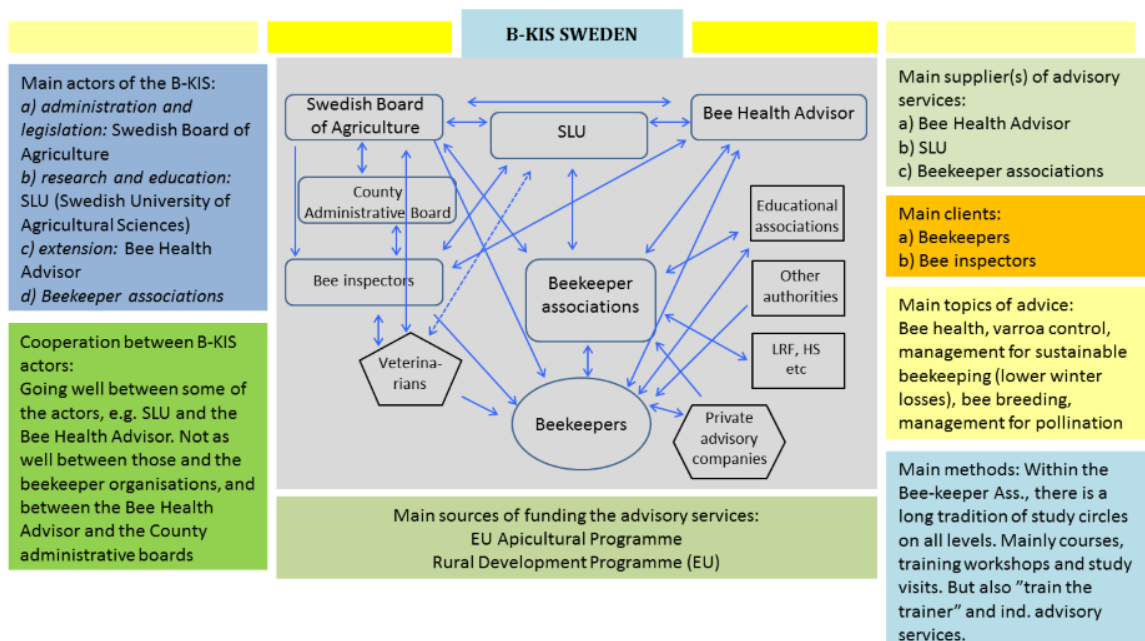 B-KIS SWEDEN
Main actors of the B-KIS:
a) administration and
legislation: Swedish Board of
Agriculture
b) research and education:
SLU (Swedish University of
Agricultural Sciences)
c) extension: Bee Health
Advisor
d) Beekeeper associations
Cooperation between B-KIS
actors:
Going well between some of
the actors, e.g. SLU and the
Bee Health Advisor. Not as
well between those and the
beekeeper organisations, and
between the Bee Health
Advisor and the County
administrative boards
Swedish Board
of Agriculture
SLU
Bee Health Advisor
County
Administrative Board
Educational
associations
Bee inspectors
Beekeeper
associations
Other
authorities
Veterina-
rians
LRF, HS
etc
Beekeepers
Private
advisory
companies
Main sources of funding the advisory services:
EU Apicultural Programme
Rural Development Programme (EU)
Main supplier(s) of advisory
services:
a) Bee Health Advisor
b) SLU
c) Beekeeper associations
Main clients:
a) Beekeepers
b) Bee inspectors
Main topics of advice:
Bee health, varroa control,
management for sustainable
beekeeping (lower winter
losses), bee breeding,
management for pollination
Main methods: Within the
Bee-keeper Ass., there is a
long tradition of study circles
on all levels. Mainly courses,
training workshops and study
visits. But also ”train the
trainer” and ind. advisory
services.